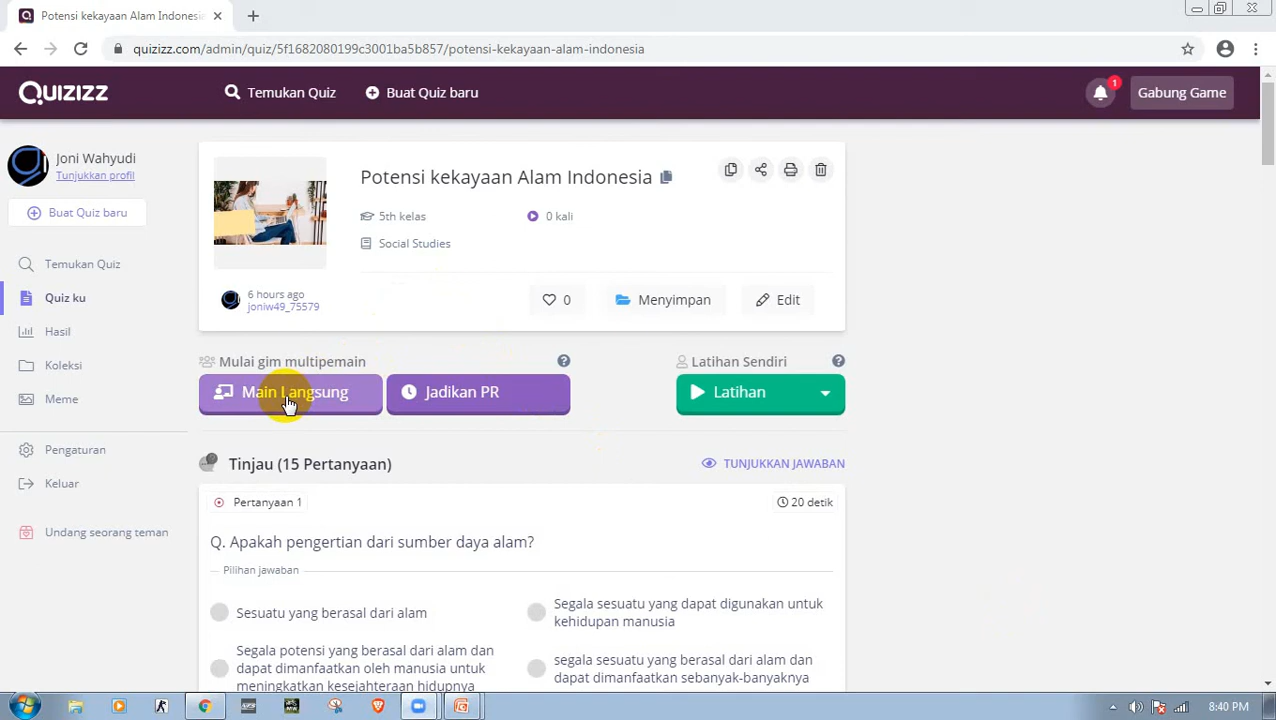 Potensi kekayaan Alam Indonesia
quizizz.com/admin/quiz/5f1682080199c3001ba5b857/potensi-kekayaan-alam-indonesia
QUIZIZZ
Temukan Quiz
Buat Quiz baru
1
Gabung Game
Joni Wahyudi
Tunjukkan profil
Buat Quiz baru
Temukan Quiz
Quiz ku
Hasil
Koleksi
Meme
Pengaturan
Keluar
Undang seorang teman
Potensi kekayaan Alam Indonesia
5th kelas
0 kali
Social Studies
6 hours ago
joniw49_75579
0
Menyimpan
Edit
Mulai gim multipemain
Latihan Sendiri
Main Langsung
Jadikan PR
Latihan
Tinjau (15 Pertanyaan)
TUNJUKKAN JAWABAN
Pertanyaan 1
20 detik
Q. Apakah pengertian dari sumber daya alam?
Pilihan jawaban
Sesuatu yang berasal dari alam
Segala sesuatu yang dapat digunakan untuk
kehidupan manusia
Segala potensi yang berasal dari alam dan
dapat dimanfaatkan oleh manusia untuk
meningkatkan kesejahteraan hidupnya
segala sesuatu yang berasal dari alam dan
dapat dimanfaatkan sebanyak-banyaknya
8:40 PM